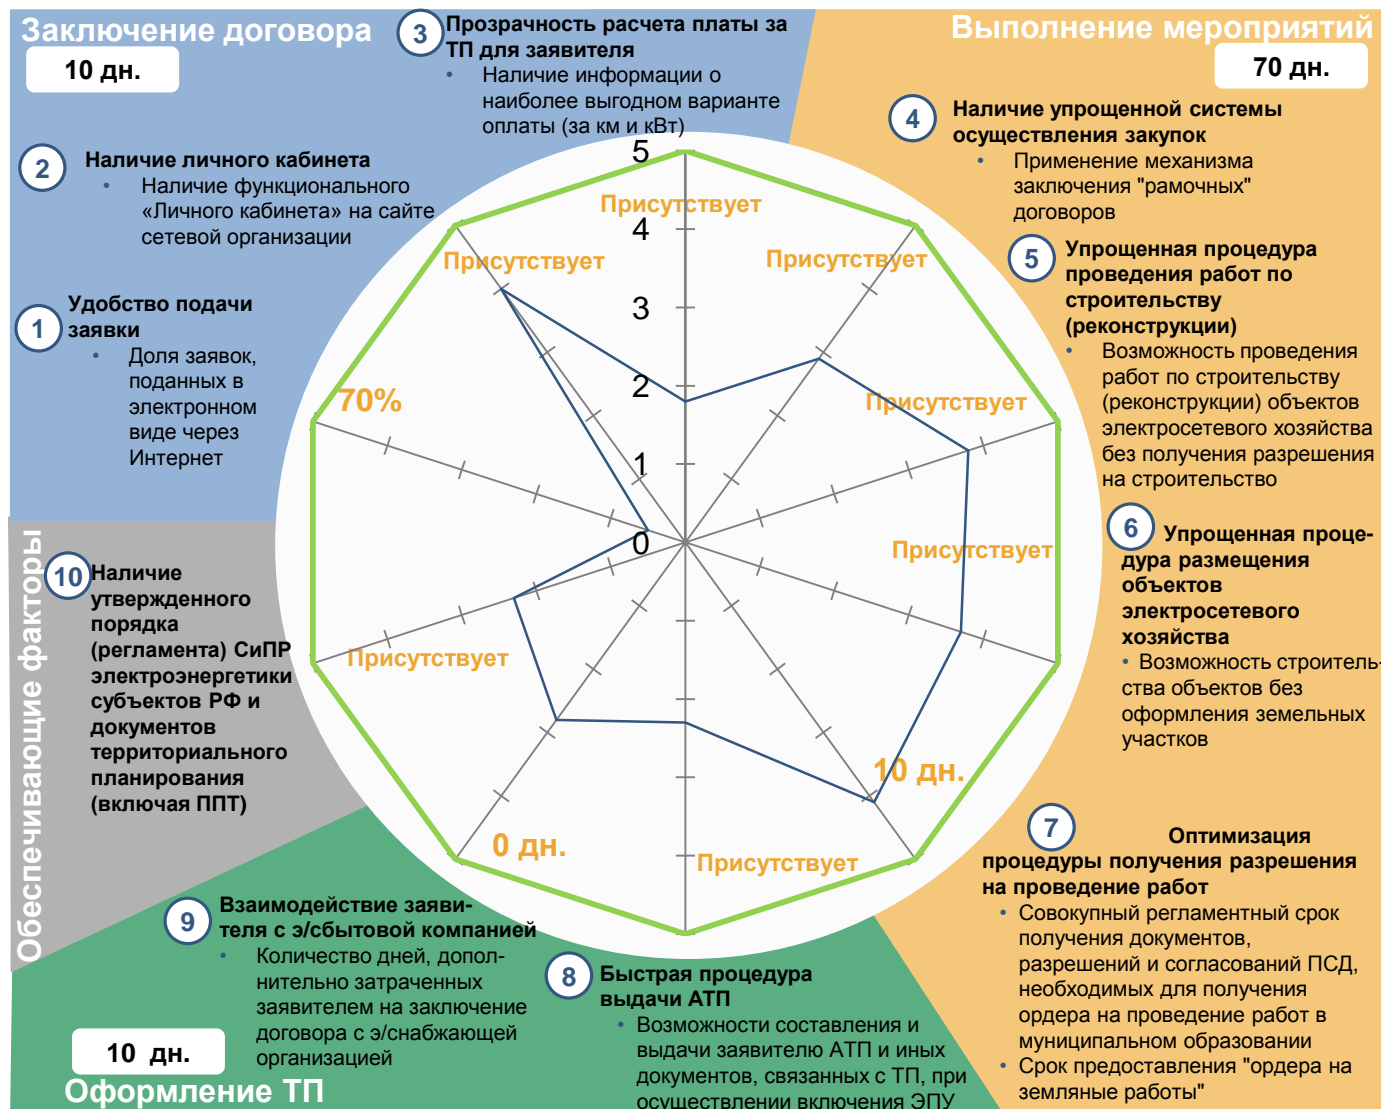 Заключение договора
10 дн.
3
Прозрачность расчета платы за
ТП для заявителя
• Наличие информации о
наиболее выгодном варианте
оплаты (за км и кВт)
Выполнение мероприятий
70 дн.
2
Наличие личного кабинета
• Наличие функционального
«Личного кабинета» на сайте
сетевой организации
4
Наличие упрощенной системы
осуществления закупок
• Применение механизма
заключения "рамочных"
договоров
1
Удобство подачи
заявки
• Доля заявок,
поданных в
электронном
виде через
Интернет
5
Упрощенная процедура
проведения работ по
строительству
(реконструкции)
• Возможность проведения
работ по строительству
(реконструкции) объектов
электросетевого хозяйства
без получения разрешения
на строительство
5
4
3
2
1
0
Присутствует
Присутствует
Присутствует
70%
Присутствует
Присутствует
Присутствует
10 дн.
0 дн.
Присутствует
6
Упрощенная проце-
дура размещения
объектов
электросетевого
хозяйства
• Возможность строитель-
ства объектов без
оформления земельных
участков
Обеспечивающие факторы
10
Наличие
утвержденного
порядка
(регламента) СиПР
электроэнергетики
субъектов РФ и
документов
территориального
планирования
(включая ППТ)
7
Оптимизация
процедуры получения разрешения
на проведение работ
• Совокупный регламентный срок
получения документов,
разрешений и согласований ПСД,
необходимых для получения
ордера на проведение работ в
муниципальном образовании
• Срок предоставления "ордера на
земляные работы"
9
Взаимодействие заяви-
теля с э/сбытовой компанией
• Количество дней, допол-
нительно затраченных
заявителем на заключение
договора с э/снабжающей
организацией
8
Быстрая процедура
выдачи АТП
• Возможности составления и
выдачи заявителю АТП и иных
документов, связанных с ТП, при
осуществлении включения ЭПУ
10 дн.
Оформление ТП